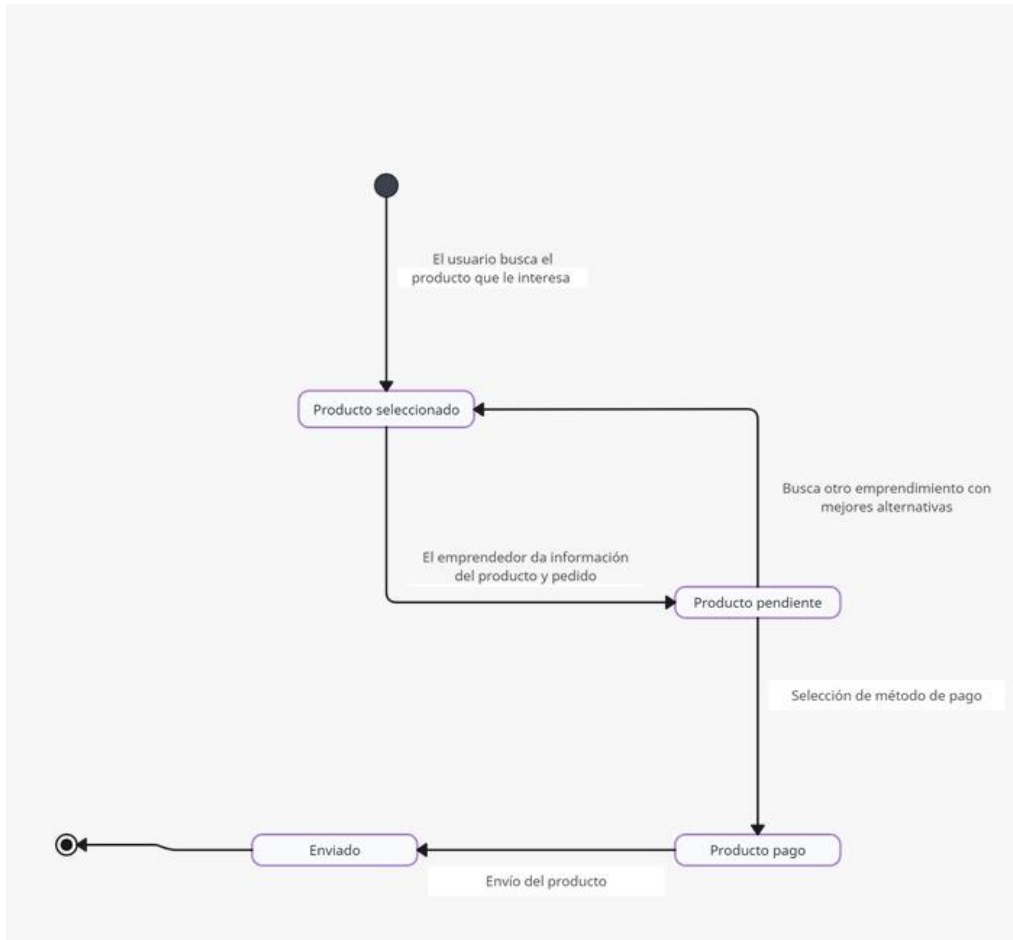 El usuario busca el
producto que le interesa
Producto seleccionado
Busca otro emprendimiento con
mejores alternativas
El emprendedor da información
del producto y pedido
Producto pendiente
Selección de método de pago
Enviado
Producto pago
Envío del producto